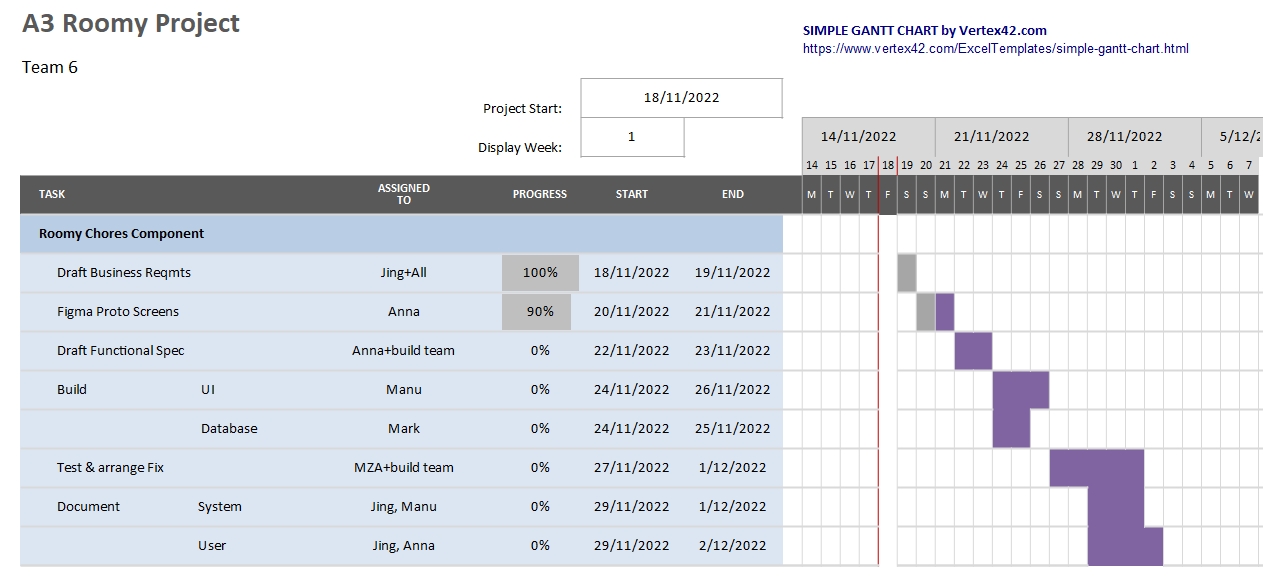 A3 Roomy Project
SIMPLE GANTT CHART by Vertex42.com
https://www.vertex42.com/ExcelTemplates/simple-gantt-chart.html
Team 6
Project Start: 18/11/2022
Display Week: 1
14/11/2022 21/11/2022 28/11/2022 5/12/2
14 15 16 17 18 19 20 21 22 23 24 25 26 27 28 29 30 1 2 3 4 5 6 7
TASK ASSIGNED TO PROGRESS START END M T W T F S S M T W T F S S M T W T F S S M T W
Roomy Chores Component
Draft Business Reqmts Jing+All 100% 18/11/2022 19/11/2022
Figma Proto Screens Anna 90% 20/11/2022 21/11/2022
Draft Functional Spec Anna+build team 0% 22/11/2022 23/11/2022
Build UI Manu 0% 24/11/2022 26/11/2022
Database Mark 0% 24/11/2022 25/11/2022
Test & arrange Fix MZA+build team 0% 27/11/2022 1/12/2022
Document System Jing, Manu 0% 29/11/2022 1/12/2022
User Jing, Anna 0% 29/11/2022 2/12/2022